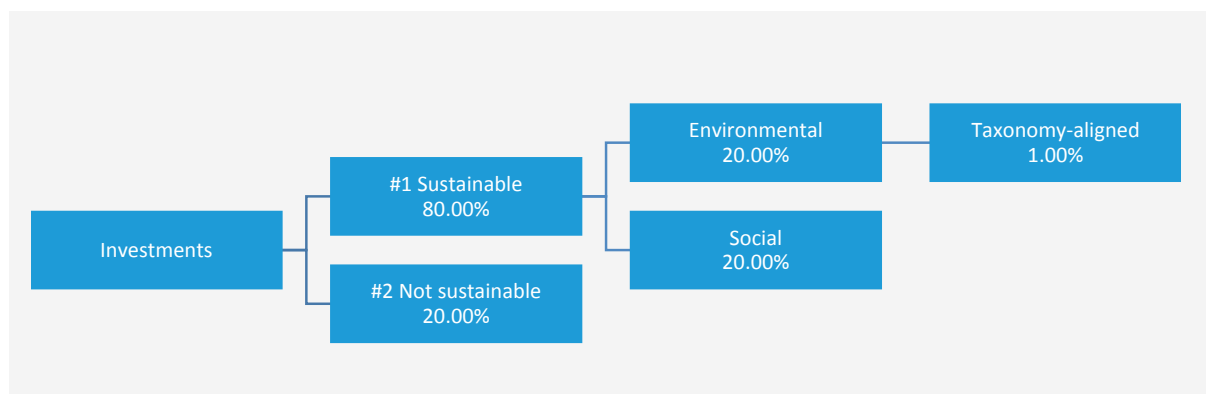 Investments
#1 Sustainable
80.00%
#2 Not sustainable
20.00%
Environmental
20.00%
Social
20.00%
Taxonomy-aligned
1.00%